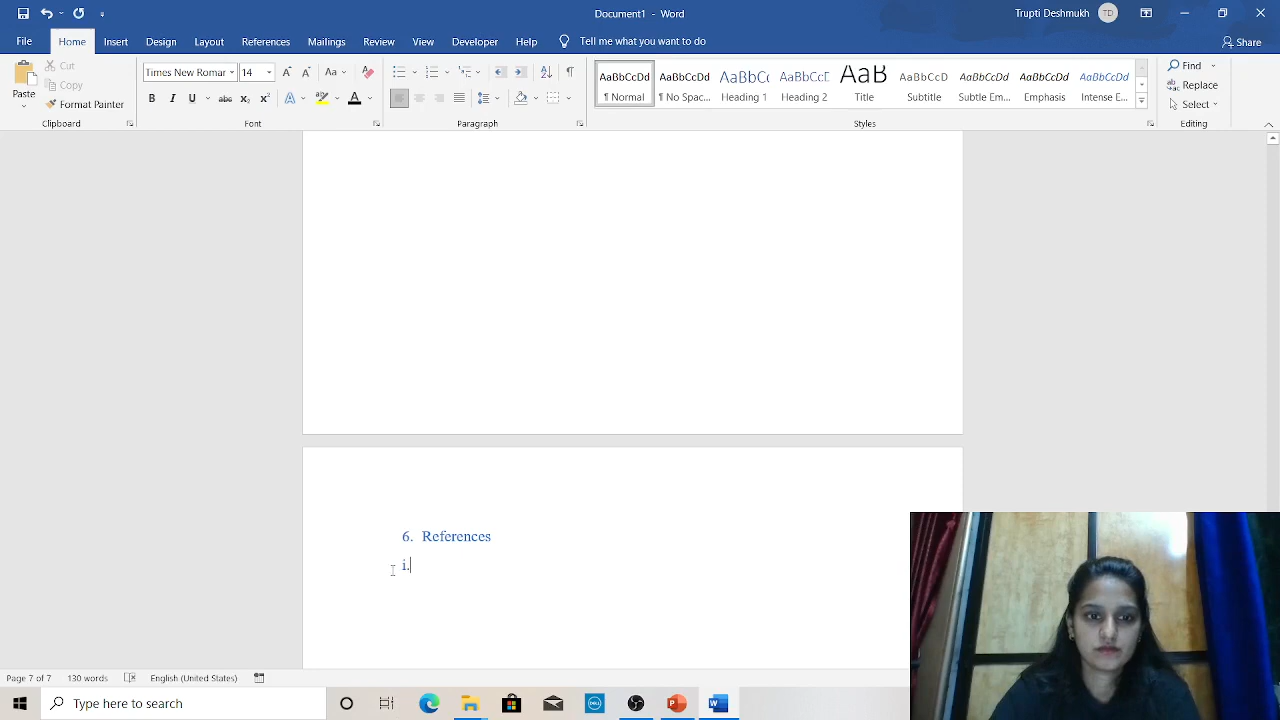 Document1 - Word
Trupti Deshmukh
TD
File Home Insert Design Layout References Mailings Review View Developer Help Tell me what you want to do
Share
Paste
Cut
Copy
Format Painter
Clipboard
Times New Roman 14
Font
Paragraph
AaBbCcDd AaBbCcDd AaBbCc AaBbCcE AaB AaBbCcD AaBbCcDd AaBbCcDd AaBbCcDd
¶ Normal ¶ No Spac... Heading 1 Heading 2 Title Subtitle Subtle Em... Emphasis Intense E...
Styles
Find
Replace
Select
Editing
6. References
i.
Page 7 of 7 130 words English (United States)
Type here to search